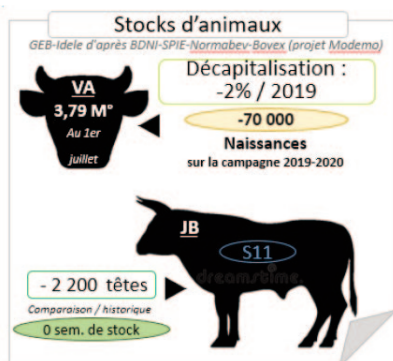 Stocks d'animaux
GEB-Idele d'après BDNI-SPIE-Normabev-Bovex (projet Modemo)
VA
3,79 M°
Au 1er
juillet
Décapitalisation :
-2% / 2019
-70 000
Naissances
sur la campagne 2019-2020
JB
S11
dreamstime.
- 2 200 têtes
Comparaison / historique
0 sem. de stock